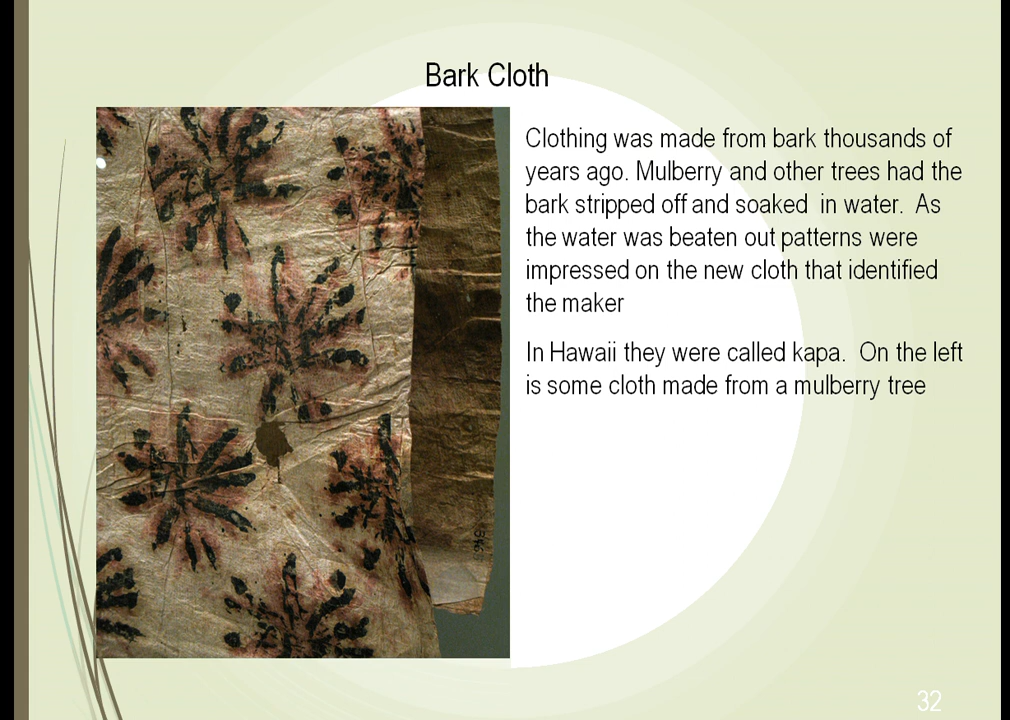 Bark Cloth
Clothing was made from bark thousands of
years ago. Mulberry and other trees had the
bark stripped off and soaked  in water.  As
the water was beaten out patterns were
impressed on the new cloth that identified
the maker
In Hawaii they were called kapa.  On the left
is some cloth made from a mulberry tree
32